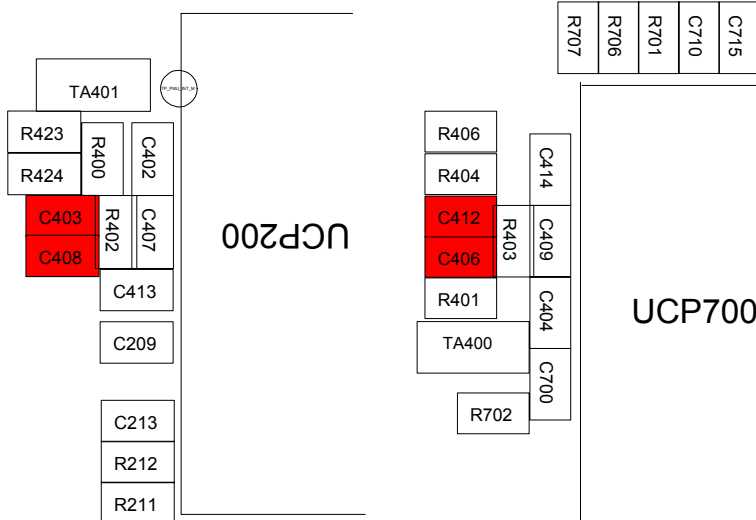 TA401
TP_PMU_INT_M
R423
R424
R400
C402
C403
C408
R402
C407
C413
C209
C213
R212
R211
UCP200
R707
R706
R701
C710
C715
R406
R404
C412
C406
R401
R403
C414
C409
C404
C700
TA400
R702
UCP700